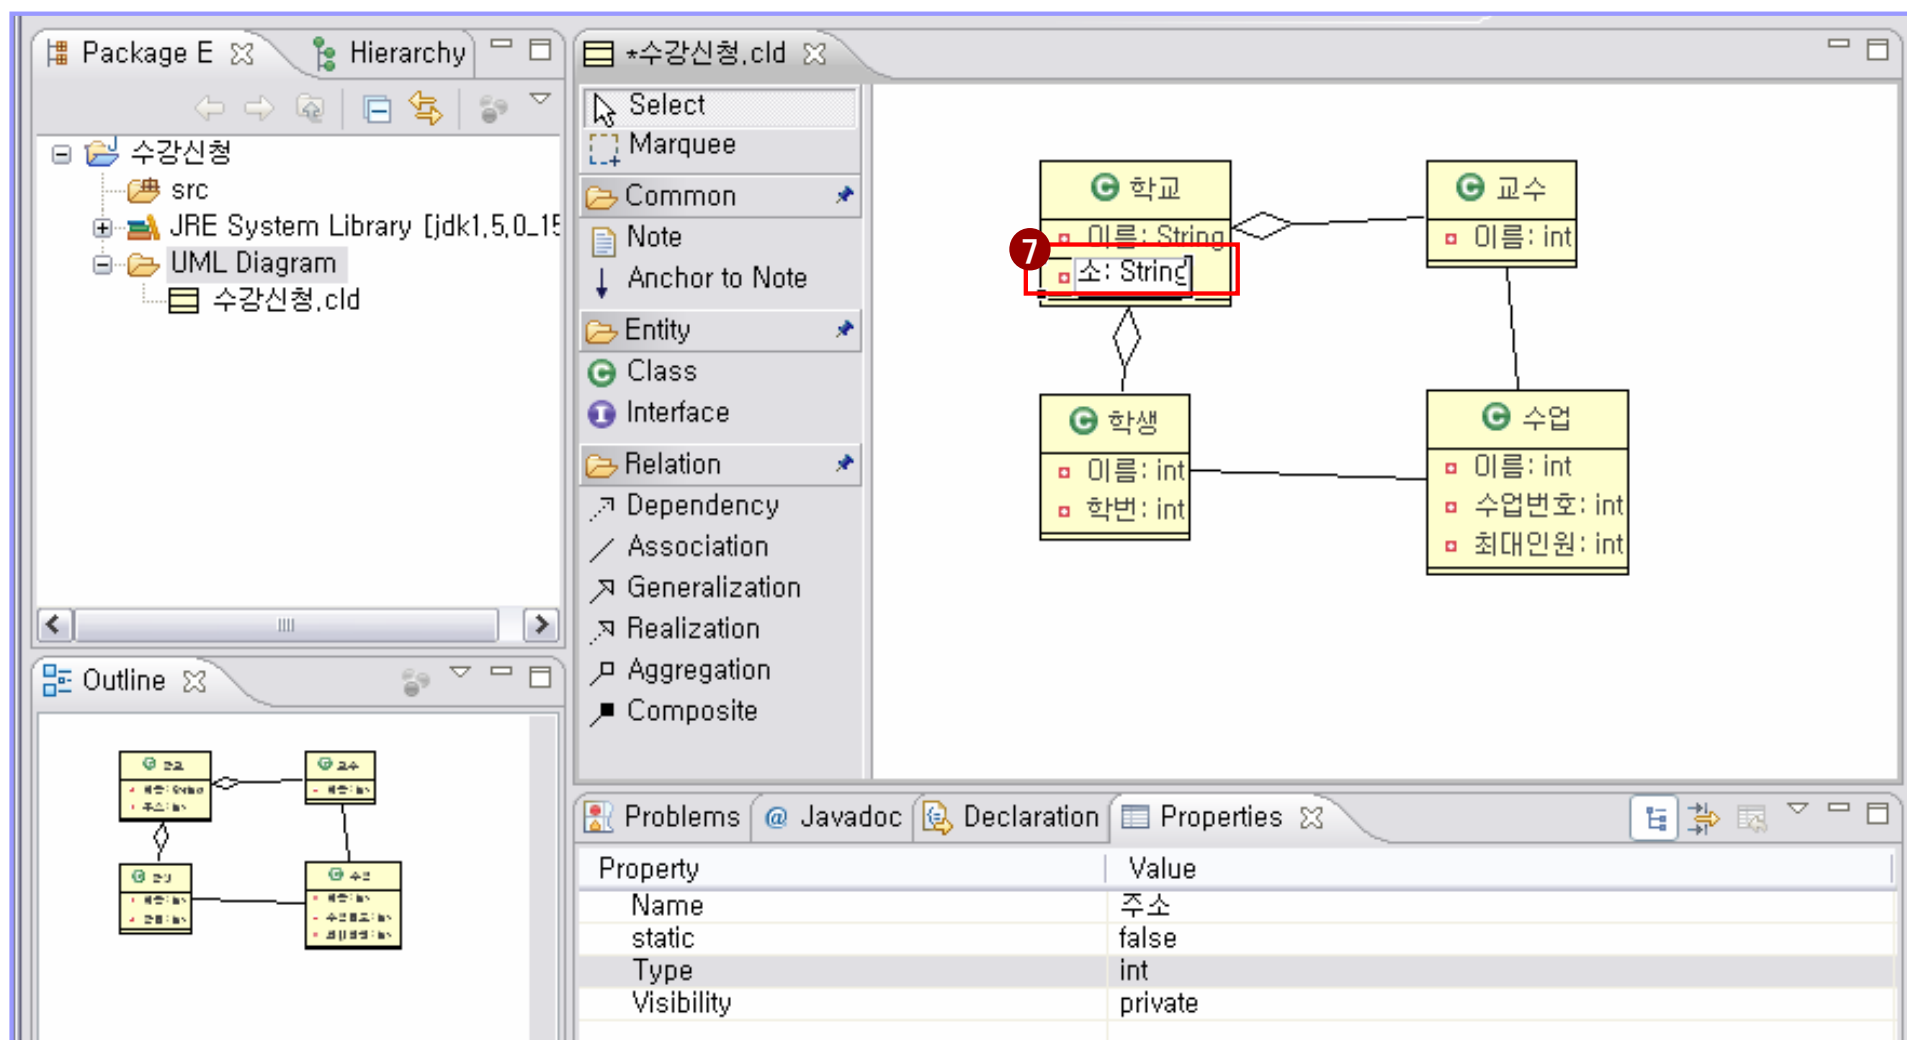 Package E
Hierarchy
수강신청
src
JRE System Library [jdk1,5,0_15
UML Diagram
수강신청,cld
Outline
*수강신청,cld
Select
Marquee
Common
Note
Anchor to Note
Entity
Class
Interface
Relation
Dependency
Association
Generalization
Realization
Aggregation
Composite
학교
이름: String
7
소: String
교수
이름: int
학생
이름: int
학번: int
수업
이름: int
수업번호: int
최대인원: int
Problems
@ Javadoc
Declaration
Properties
Property Value
Name 주소
static false
Type int
Visibility private